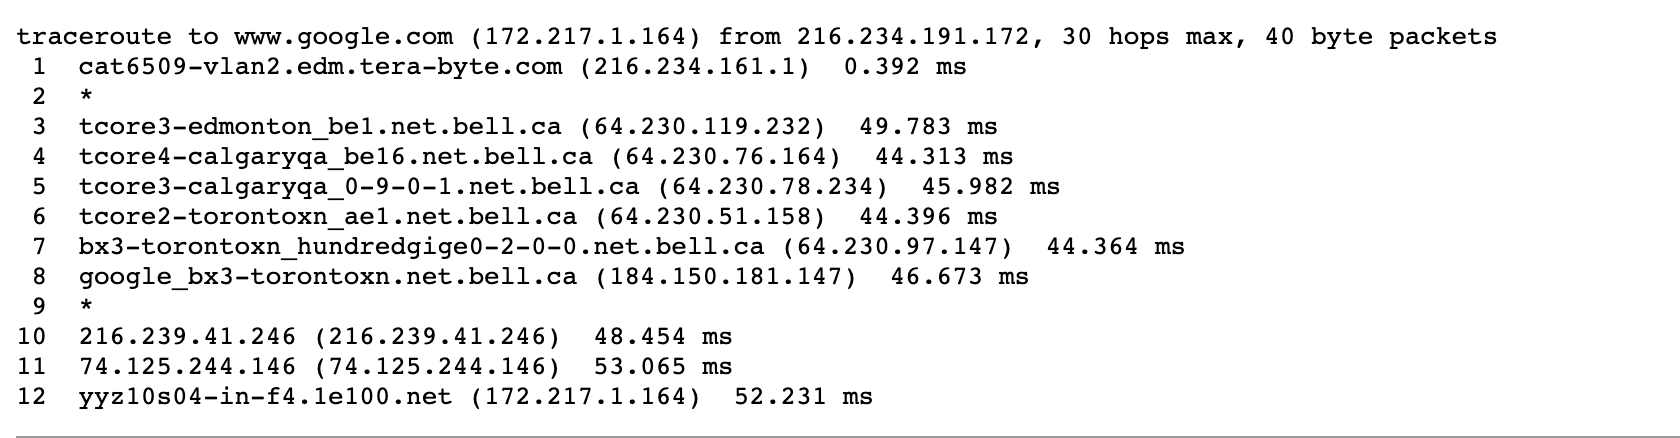 traceroute to www.google.com (172.217.1.164) from 216.234.191.172, 30 hops max, 40 byte packets
1 cat6509-vlan2.edm.tera-byte.com (216.234.161.1) 0.392 ms
2 *
3 tcore3-edmonton_be1.net.bell.ca (64.230.119.232) 49.783 ms
4 tcore4-calgaryqa_be16.net.bell.ca (64.230.76.164) 44.313 ms
5 tcore3-calgaryqa_0-9-0-1.net.bell.ca (64.230.78.234) 45.982 ms
6 tcore2-torontoxn_ae1.net.bell.ca (64.230.51.158) 44.396 ms
7 bx3-torontoxn_hundredgige0-2-0-0.net.bell.ca (64.230.97.147) 44.364 ms
8 google_bx3-torontoxn.net.bell.ca (184.150.181.147) 46.673 ms
9 *
10 216.239.41.246 (216.239.41.246) 48.454 ms
11 74.125.244.146 (74.125.244.146) 53.065 ms
12 yyz10s04-in-f4.1e100.net (172.217.1.164) 52.231 ms